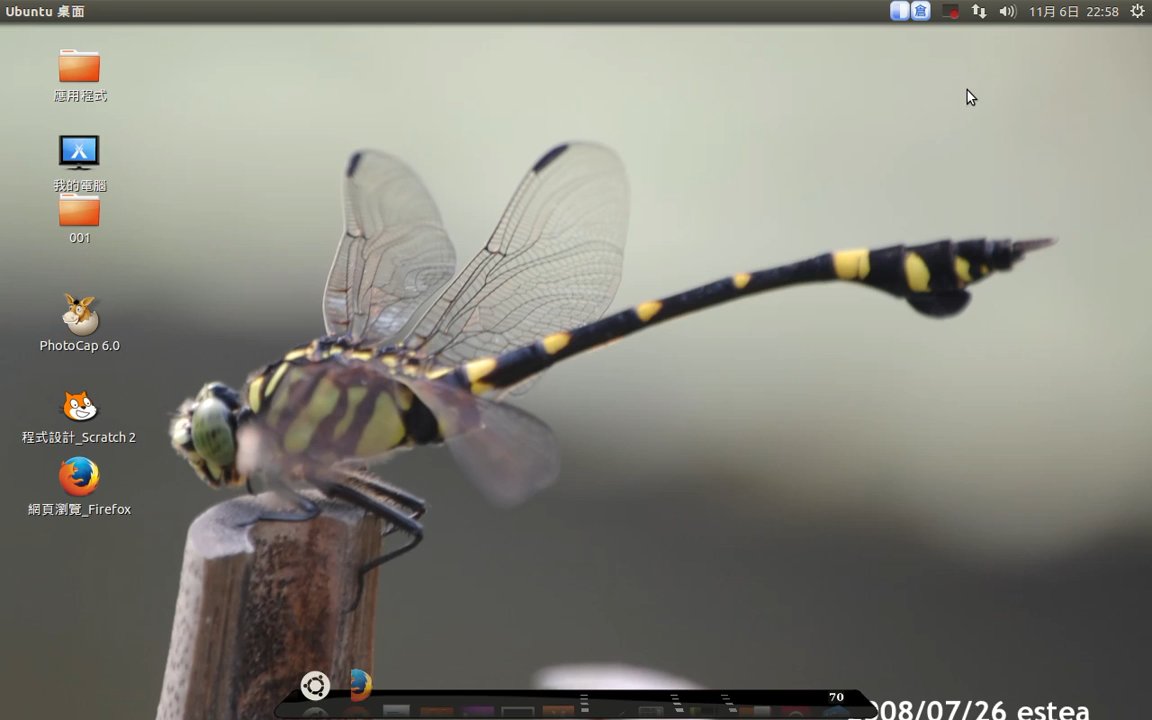 Ubuntu 桌面
倉
11月 6日 22:58
應用程式
我的電腦
001
PhotoCap 6.0
程式設計_Scratch 2
網頁瀏覽_Firefox
70
008/07/26 estea